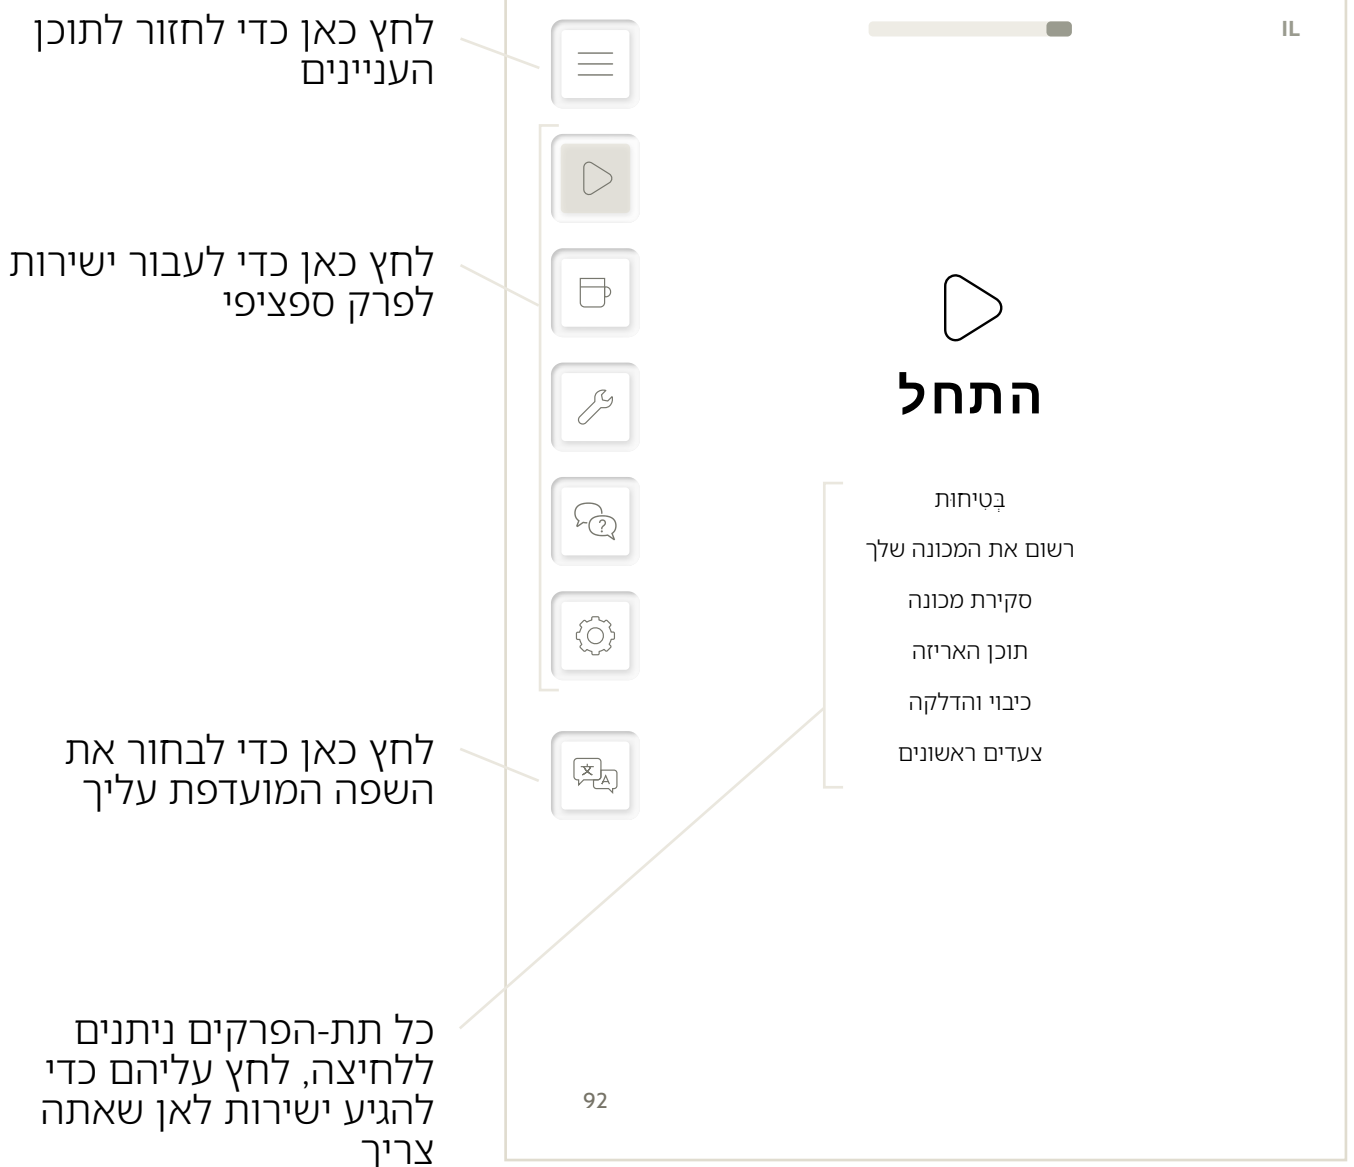 לחץ כאן כדי לחזור לתוכן
העניינים
לחץ כאן כדי לעבור ישירות
לפרק ספציפי
לחץ כאן כדי לבחור את
השפה המועדפת עליך
כל תת-הפרקים ניתנים
ללחיצה, לחץ עליהם כדי
להגיע ישירות לאן שאתה
צריך
IL
?
文
A
התחל
בְּטִיחוּת
רשום את המכונה שלך
סקירת מכונה
תוכן האריזה
כיבוי והדלקה
צעדים ראשונים
92